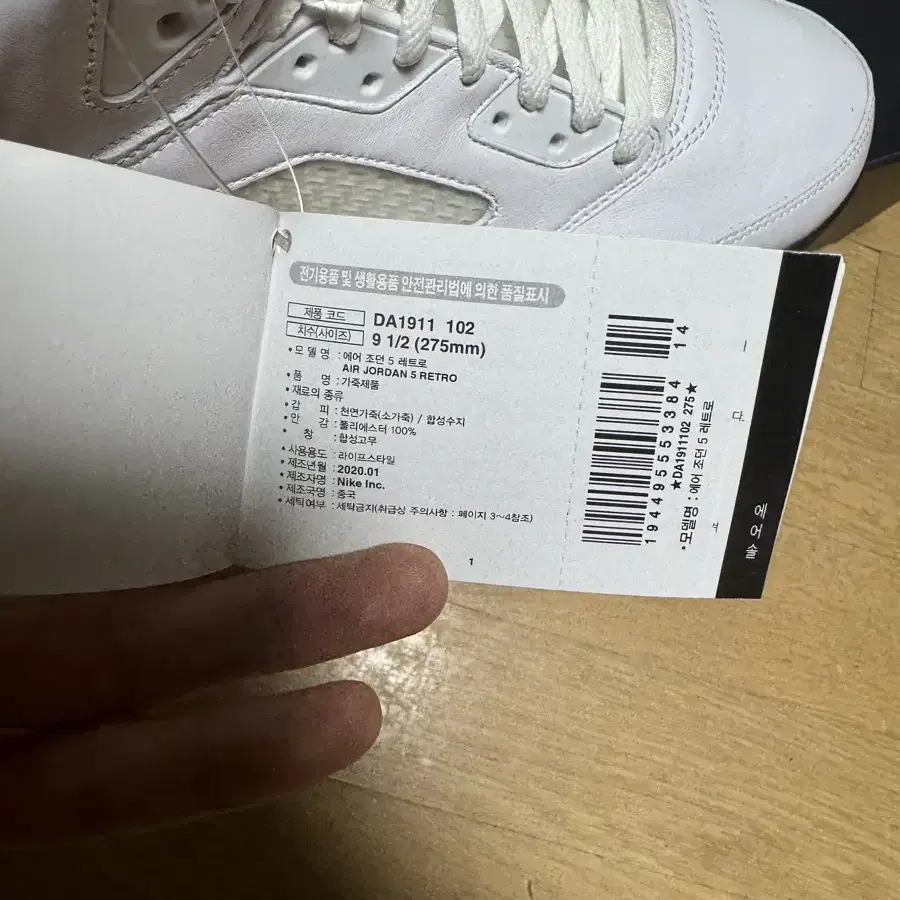 전기용품 및 생활용품 안전관리법에 의한 품질표시
제품 코드 DA1911 102
치수(사이즈) 9 1/2 (275mm)
• 모 델 명 : 에어 조던 5 레트로
AIR JORDAN 5 RETRO
• 품 명 : 기죽제품
• 재료의 종류
• 갑 피 : 천연가죽(소가죽) / 합성수지
• 안 감 : 폴리에스터 100%
• 창 : 합성고무
• 사용용도 : 라이프스타일
• 제조년월 : 2020.01
• 제조자명 : Nike Inc.
• 제조국명 : 중국
• 세탁여부 : 세탁금지(취급상 주의사항 : 페이지 3~4창조)
1
14
194495553384
★DA1911102 275★
• 모델명 : 에어 조던 5 레트로
다.
에어솔